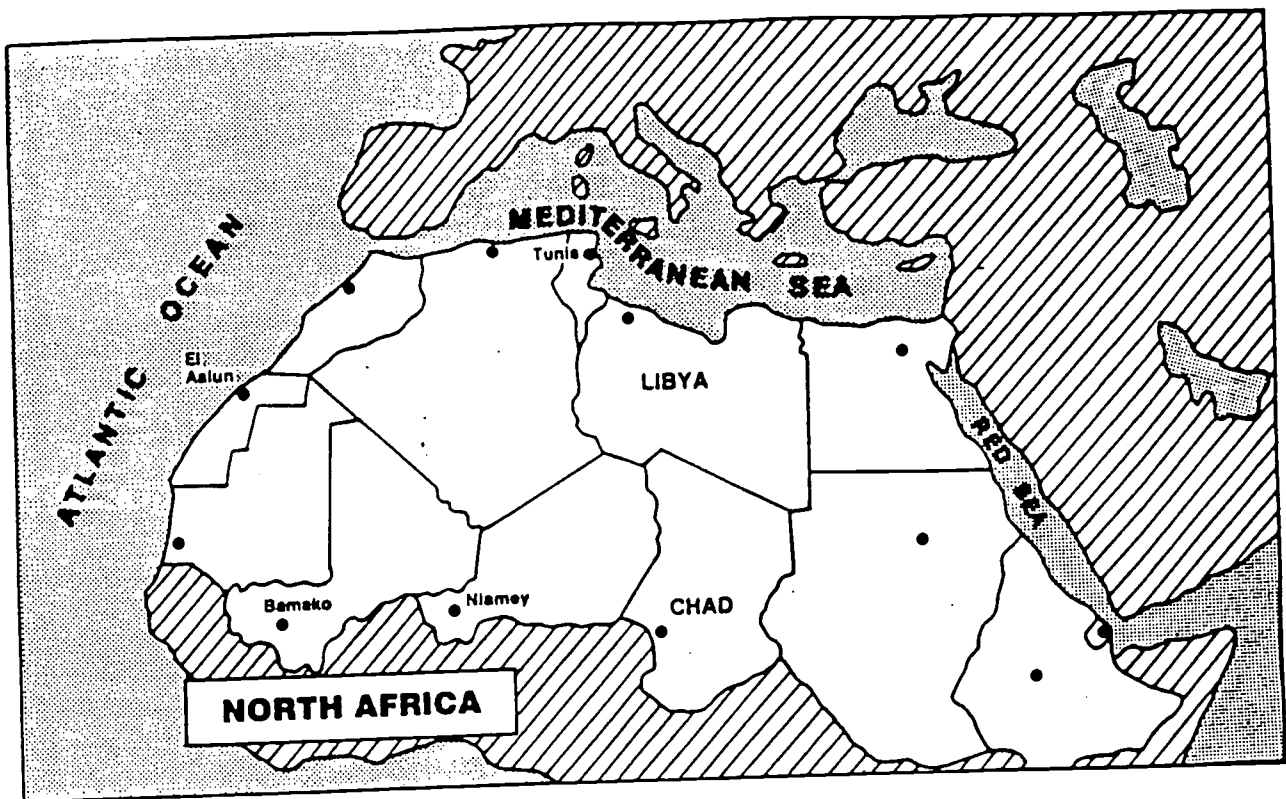 ATLANTIC OCEAN
MEDITERRANEAN SEA
Tunis
El
Aaiun
LIBYA
RED SEA
Bamako
Niamey
CHAD
NORTH AFRICA